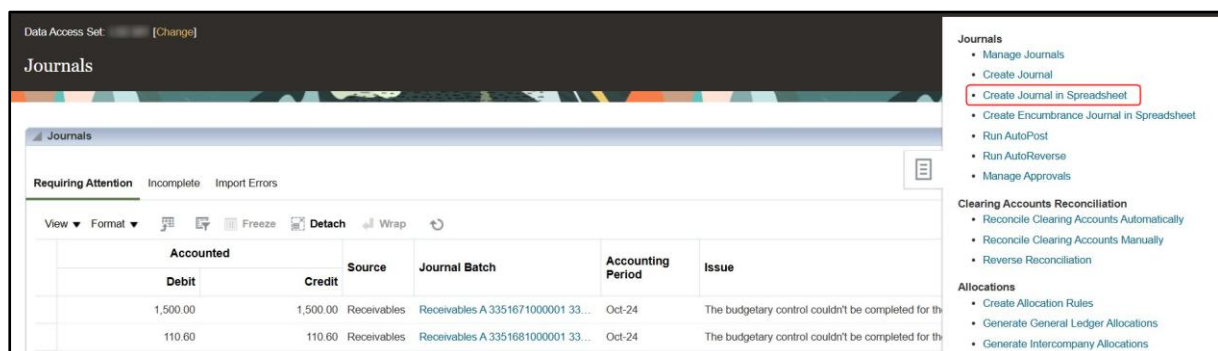 Data Access Set: [Change]
Journals
Journals
Requiring Attention Incomplete Import Errors
View Format Freeze Detach Wrap
Accounted
Debit Credit Source Journal Batch Accounting Period Issue
1,500.00 1,500.00 Receivables Receivables A 3351671000001 33... Oct-24 The budgetary control couldn't be completed for th
110.60 110.60 Receivables Receivables A 3351681000001 33... Oct-24 The budgetary control couldn't be completed for th
Journals
• Manage Journals
• Create Journal
• Create Journal in Spreadsheet
• Create Encumbrance Journal in Spreadsheet
• Run AutoPost
• Run AutoReverse
• Manage Approvals
Clearing Accounts Reconciliation
• Reconcile Clearing Accounts Automatically
• Reconcile Clearing Accounts Manually
• Reverse Reconciliation
Allocations
• Create Allocation Rules
• Generate General Ledger Allocations
• Generate Intercompany Allocations